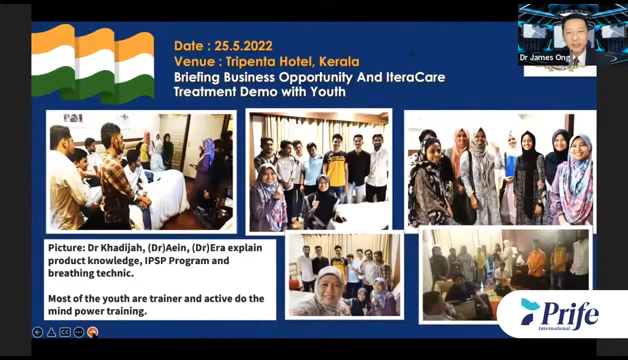 Date : 25.5.2022
Venue : Tripenta Hotel, Kerala
Briefing Business Opportunity And IteraCare
Treatment Demo with Youth
Dr James Ong
Picture: Dr Khadijah, (Dr)Aein, (Dr)Era explain
product knowledge, IPSP Program and
breathing technic.
Most of the youth are trainer and active do the
mind power training.
CC
Prife
International